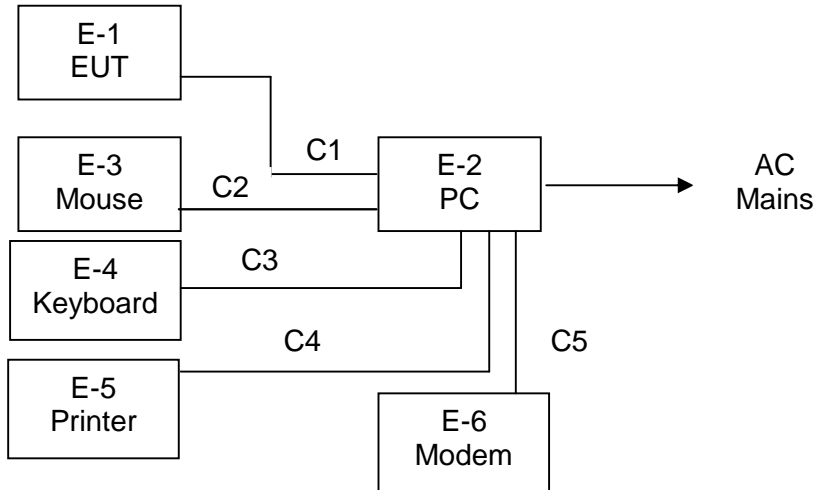 E-1
EUT
C1
E-3
Mouse
C2
E-2
PC
AC
Mains
E-4
Keyboard
C3
C4
C5
E-5
Printer
E-6
Modem